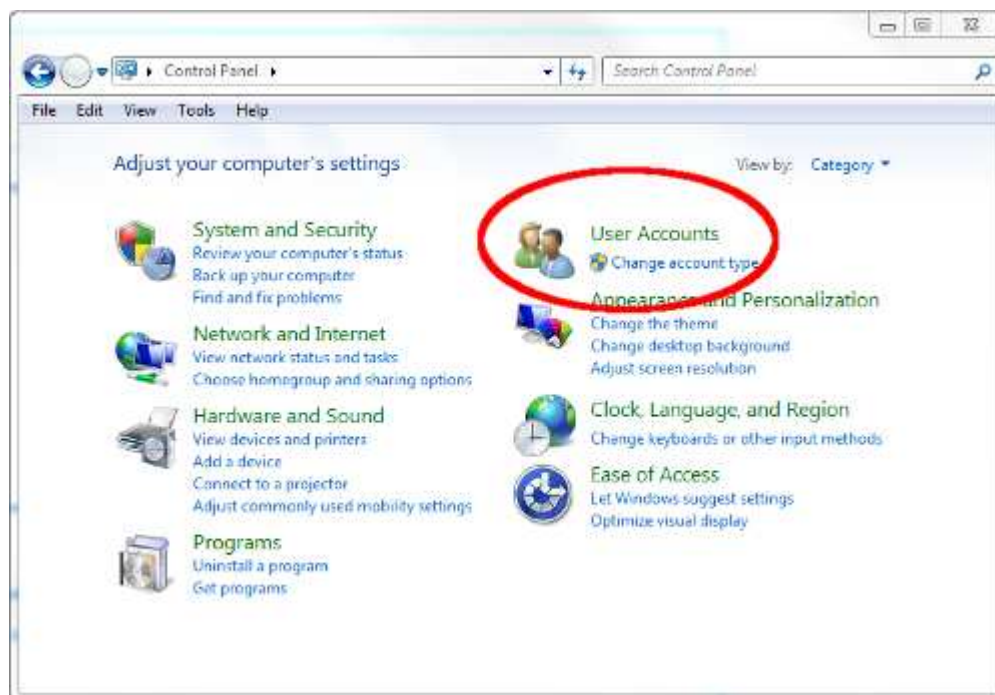 Control Panel
Search Control Panel
File Edit View Tools Help
Adjust your computer's settings
View by: Category
System and Security
Review your computer's status
Back up your computer
Find and fix problems
Network and Internet
View network status and tasks
Choose homegroup and sharing options
Hardware and Sound
View devices and printers
Add a device
Connect to a projector
Adjust commonly used mobility settings
Programs
Uninstall a program
Get programs
User Accounts
Change account type
Appearance and Personalization
Change the theme
Change desktop background
Adjust screen resolution
Clock, Language, and Region
Change keyboards or other input methods
Ease of Access
Let Windows suggest settings
Optimize visual display